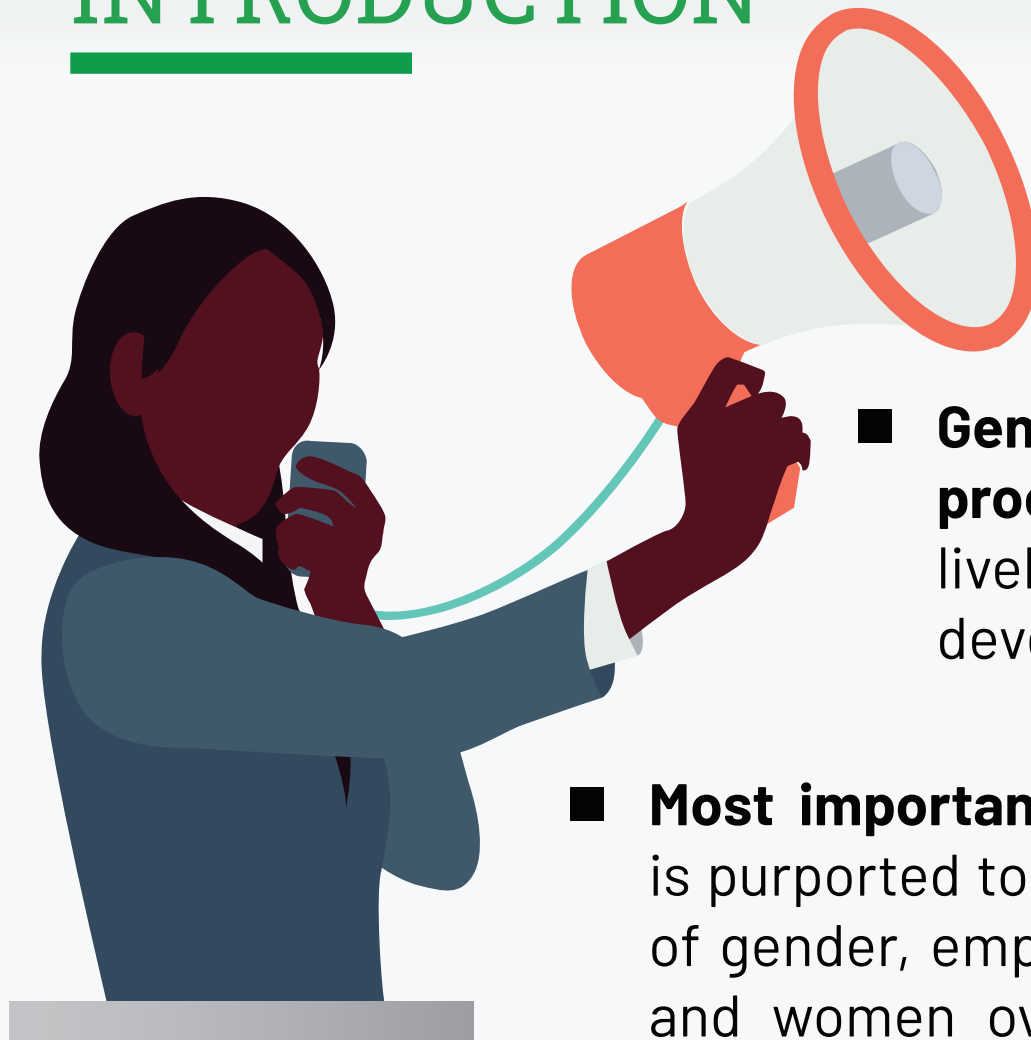 INTRODUCTION
■ Gen
proc
livel
deve
■ Most importan
is purported to
of gender, emp
and women ov